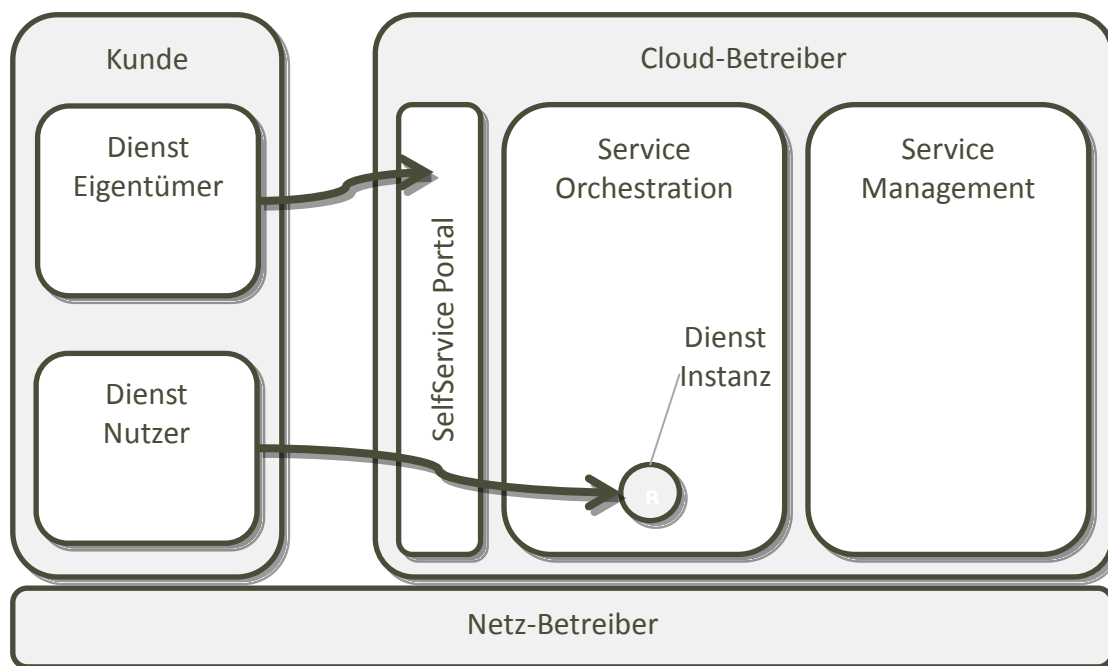 Kunde
Dienst
Eigentümer
Dienst
Nutzer
Cloud-Betreiber
SelfService Portal
Service
Orchestration
Dienst
Instanz
R
Service
Management
Netz-Betreiber